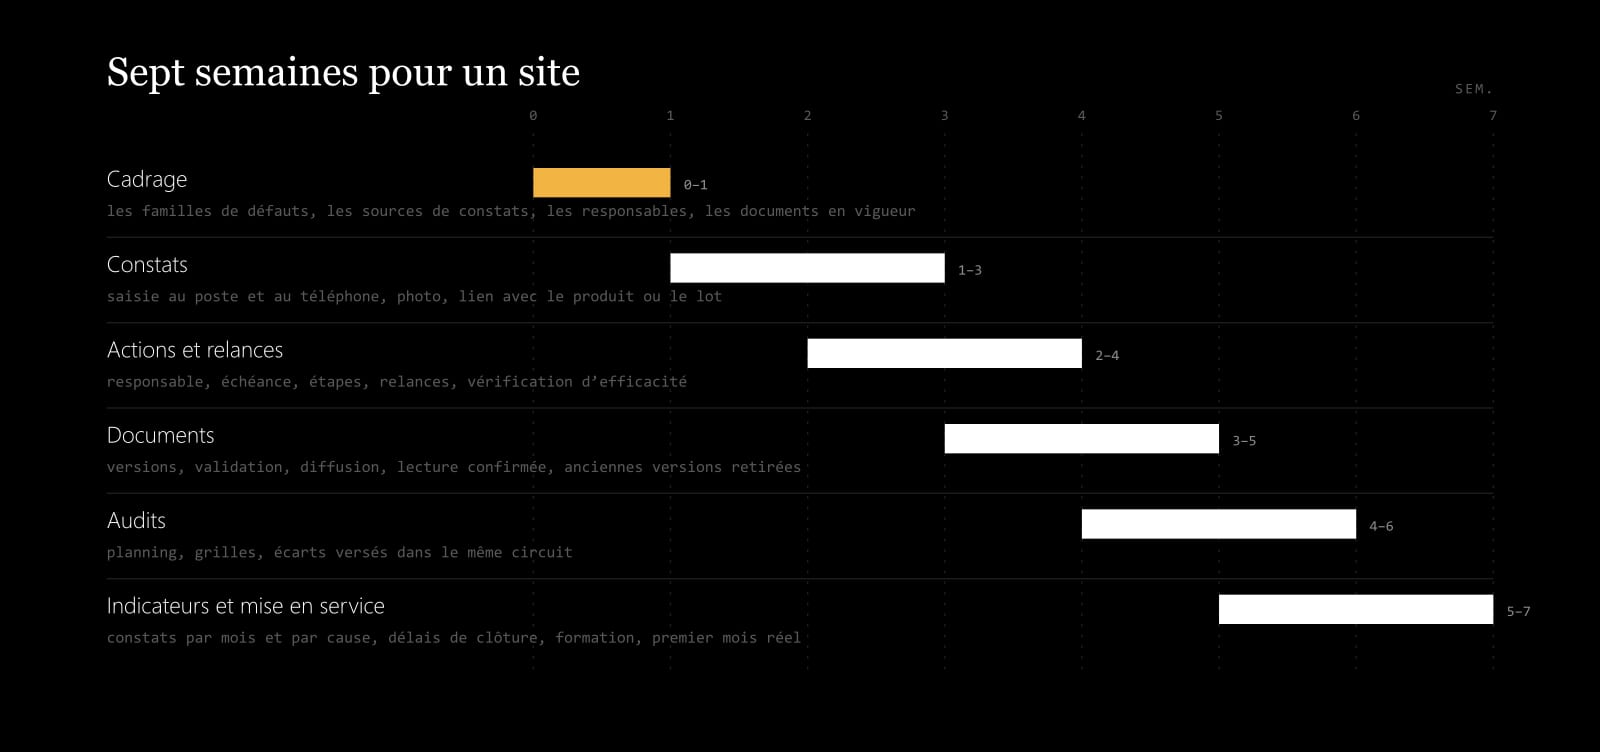 Sept semaines pour un site
SEM.
0 1 2 3 4 5 6 7
Cadrage
0–1
les familles de défauts, les sources de constats, les responsables, les documents en vigueur
Constats
1–3
saisie au poste et au téléphone, photo, lien avec le produit ou le lot
Actions et relances
2–4
responsable, échéance, étapes, relances, vérification d’efficacité
Documents
3–5
versions, validation, diffusion, lecture confirmée, anciennes versions retirées
Audits
4–6
planning, grilles, écarts versés dans le même circuit
Indicateurs et mise en service
5–7
constats par mois et par cause, délais de clôture, formation, premier mois réel